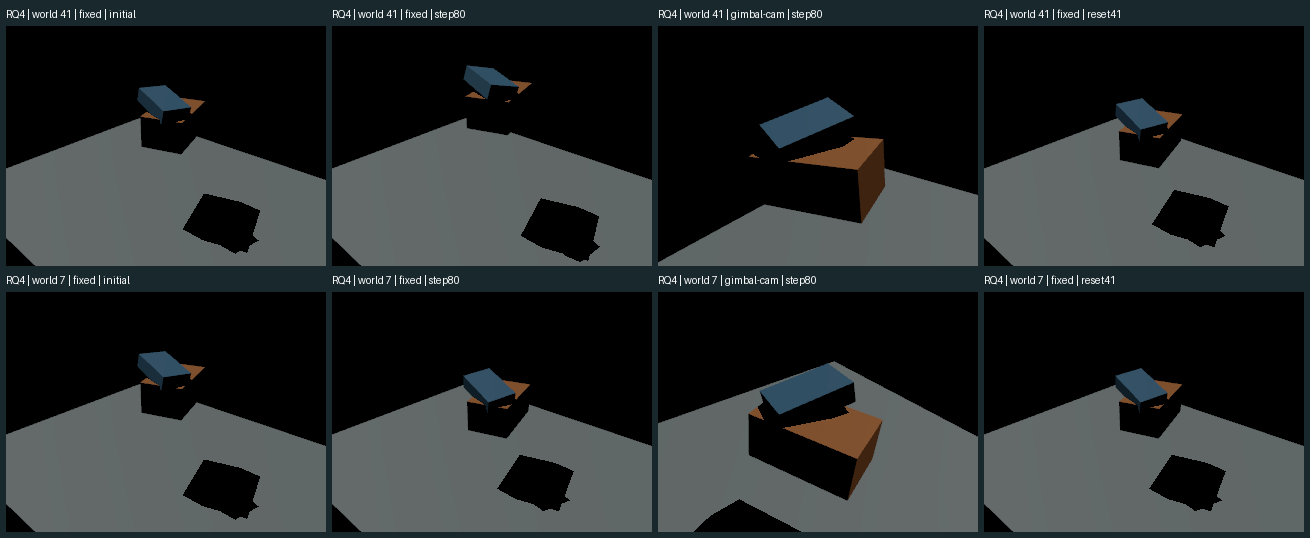 RQ4 | world 41 | fixed | initial
RQ4 | world 41 | fixed | step80
RQ4 | world 41 | gimbal-cam | step80
RQ4 | world 41 | fixed | reset41
RQ4 | world 7 | fixed | initial
RQ4 | world 7 | fixed | step80
RQ4 | world 7 | gimbal-cam | step80
RQ4 | world 7 | fixed | reset41